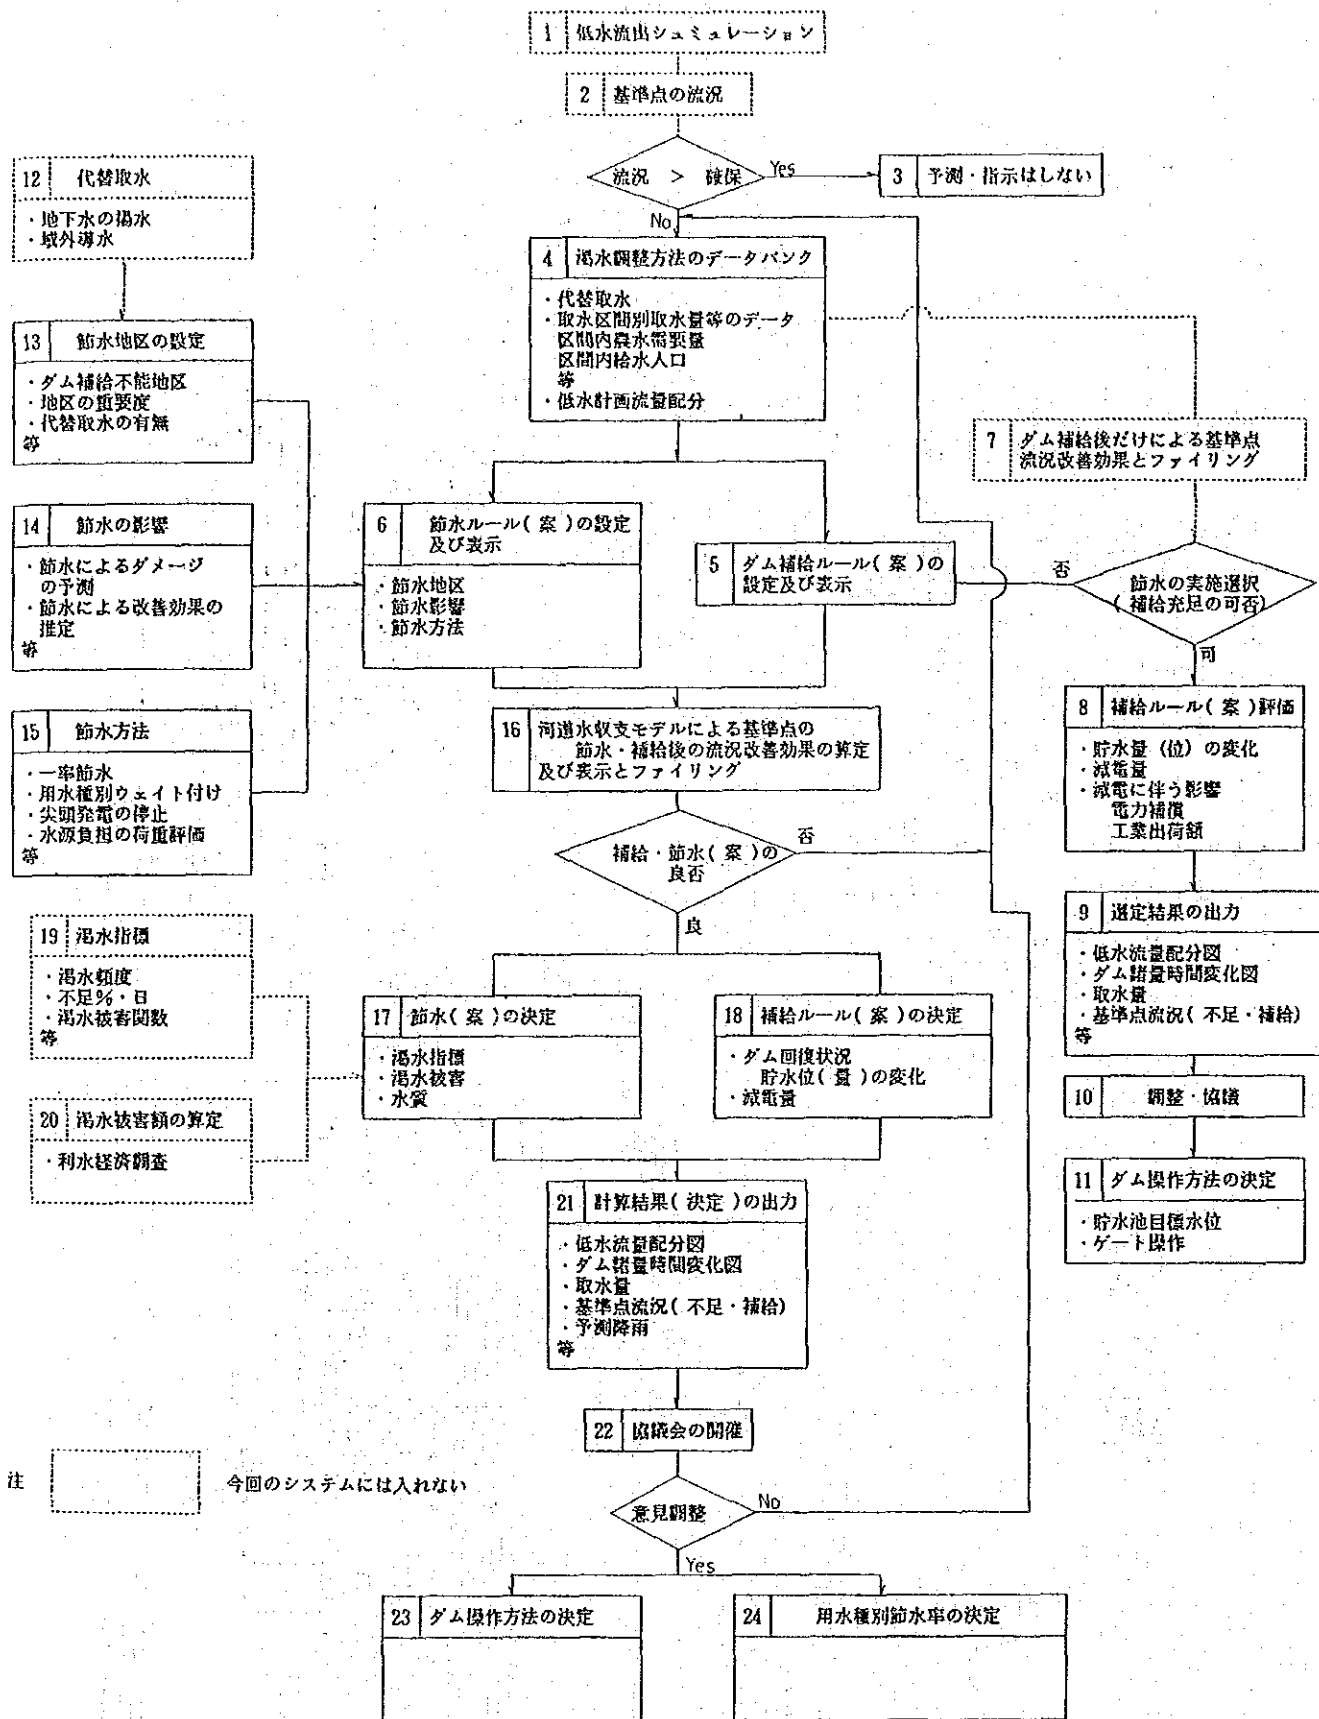 1 低水流出シュミュレーション
2 基準点の流況
流況 > 確保
Yes
No
3 予測・指示はしない
12 代替取水
・地下水の揚水
・域外導水
4 渇水調整方法のデータバンク
・代替取水
・取水区間別取水量等のデータ
区間内農水需要量
区間内給水人口
等
・低水計画流量配分
13 節水地区の設定
・ダム補給不能地区
・地区の重要度
・代替取水の有無
等
7 ダム補給後だけによる基準点
流況改善効果とファイリング
14 節水の影響
・節水によるダメージ
の予測
・節水による改善効果の
推定
等
6 節水ルール(案)の設定
及び表示
・節水地区
・節水影響
・節水方法
5 ダム補給ルール(案)の
設定及び表示
否
節水の実施選択
(補給充足の可否)
可
15 節水方法
・一率節水
・用水種別ウェイト付け
・尖頭発電の停止
・水源負担の荷重評価
等
16 河道水収支モデルによる基準点の
節水・補給後の流況改善効果の算定
及び表示とファイリング
8 補給ルール(案)評価
・貯水量(位)の変化
・減電量
・減電に伴う影響
電力補償
工業出荷額
補給・節水(案)の
良否
否
良
9 選定結果の出力
・低水流量配分図
・ダム諸量時間変化図
・取水量
・基準点流況(不足・補給)
等
19 渇水指標
・渇水頻度
・不足%・日
・渇水被害関数
等
17 節水(案)の決定
・渇水指標
・渇水被害
・水質
18 補給ルール(案)の決定
・ダム回復状況
貯水位(量)の変化
・減電量
10 調整・協議
20 渇水被害額の算定
・利水経済調査
11 ダム操作方法の決定
・貯水池目標水位
・ゲート操作
21 計算結果(決定)の出力
・低水流量配分図
・ダム諸量時間変化図
・取水量
・基準点流況(不足・補給)
・予測降雨
等
22 協議会の開催
注 今回のシステムには入れない
意見調整
No
Yes
23 ダム操作方法の決定
24 用水種別節水率の決定